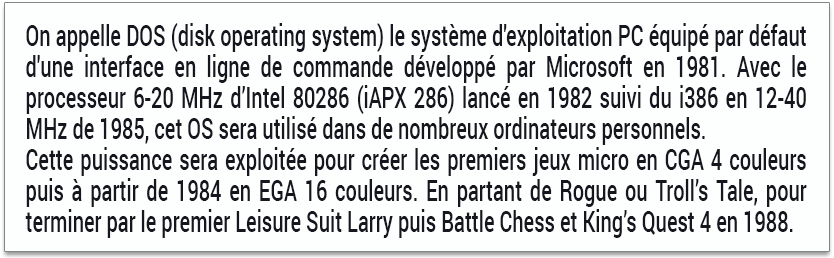 On appelle DOS (disk operating system) le système d'exploitation PC équipé par défaut
d'une interface en ligne de commande développé par Microsoft en 1981. Avec le
processeur 6-20 MHz d'Intel 80286 (iAPX 286) lancé en 1982 suivi du i386 en 12-40
MHz de 1985, cet OS sera utilisé dans de nombreux ordinateurs personnels.
Cette puissance sera exploitée pour créer les premiers jeux micro en CGA 4 couleurs
puis à partir de 1984 en EGA 16 couleurs. En partant de Rogue ou Troll's Tale, pour
terminer par le premier Leisure Suit Larry puis Battle Chess et King's Quest 4 en 1988.